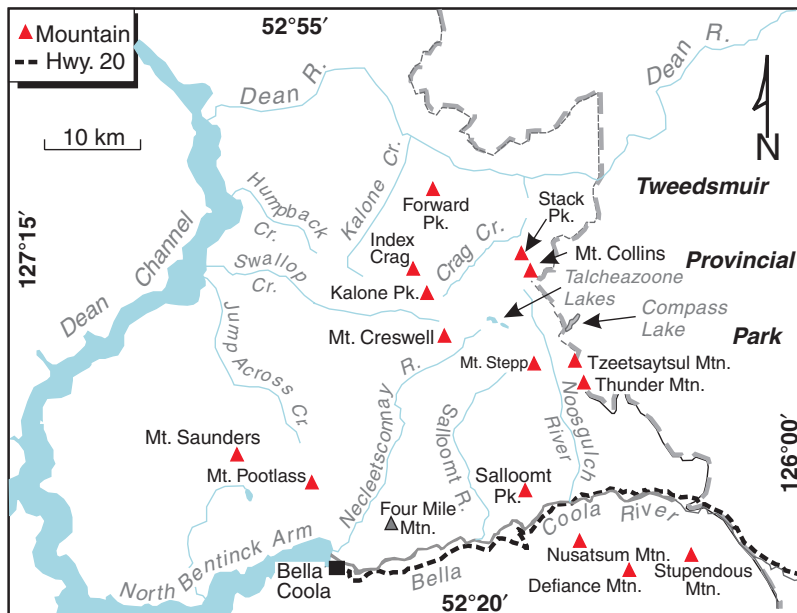 Mountain
Hwy. 20
10 km
52°55'
Dean R.
Dean R.
N
Tweedsmuir
Provincial
Park
127°15'
Dean Channel
Humpback
Cr.
Kalone Cr.
Forward
Pk.
Stack
Pk.
Index
Crag
Crag Cr.
Mt. Collins
Swallop
Cr.
Kalone Pk.
Talcheazoone
Lakes
Compass
Lake
Jump Across Cr.
Mt. Creswell
Mt. Stepp
Tzeetsaytsul Mtn.
Thunder Mtn.
Necleetsconnay R.
Salloomt R.
Noosgulch
River
126°00'
Mt. Saunders
Mt. Pootlass
Salloomt
Pk.
Four Mile
Mtn.
North Bentinck Arm
Bella
Coola
Bella Coola River
Nusatsum Mtn.
Defiance Mtn.
Stupendous
Mtn.
52°20'